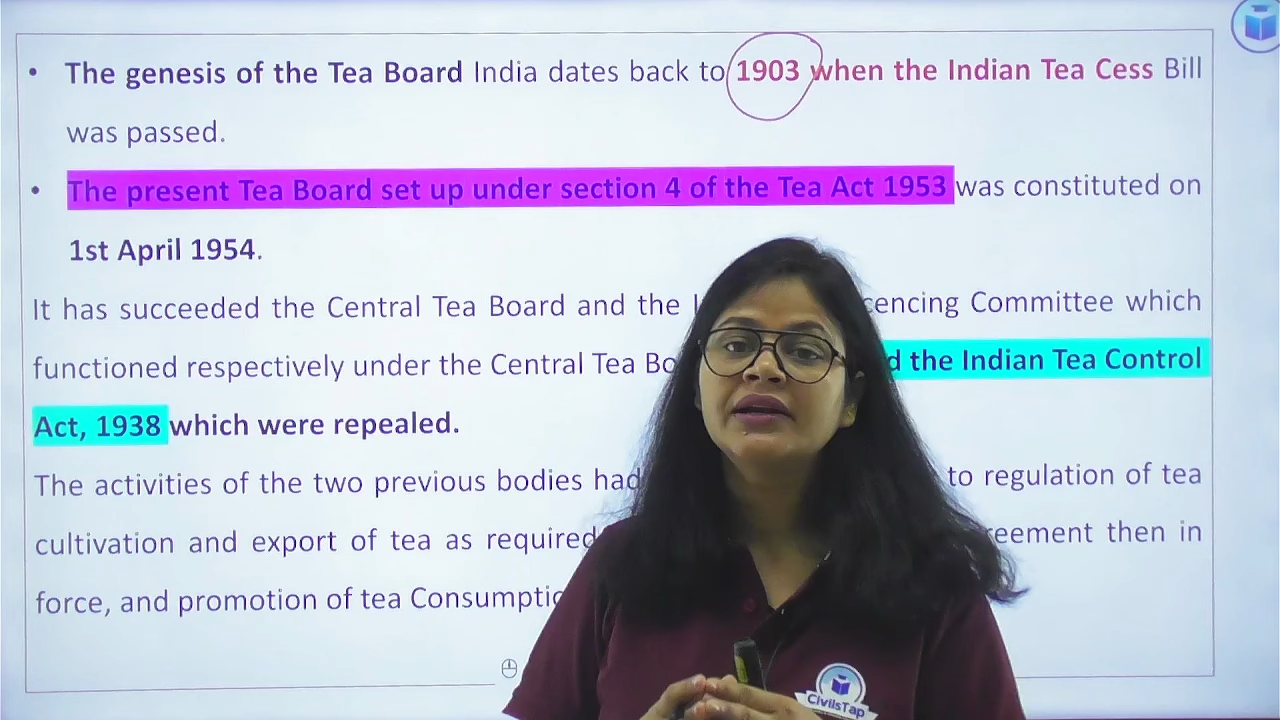 • The genesis of the Tea Board India dates back to 1903 when the Indian Tea Cess Bill
was passed.
• The present Tea Board set up under section 4 of the Tea Act 1953 was constituted on
1st April 1954.
It has succeeded the Central Tea Board and the cencing Committee which
functioned respectively under the Central Tea Bo d the Indian Tea Control
Act, 1938 which were repealed.
The activities of the two previous bodies had to regulation of tea
cultivation and export of tea as required reement then in
force, and promotion of tea Consumptio
CivilsTap